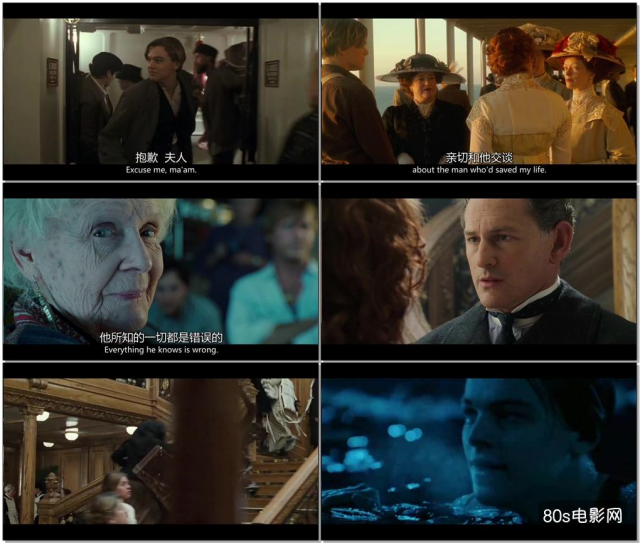 抱歉 夫人
Excuse me, ma'am.
亲切和他交谈
about the man who'd saved my life.
他所知的一切都是错误的
Everything he knows is wrong.
80s电影网